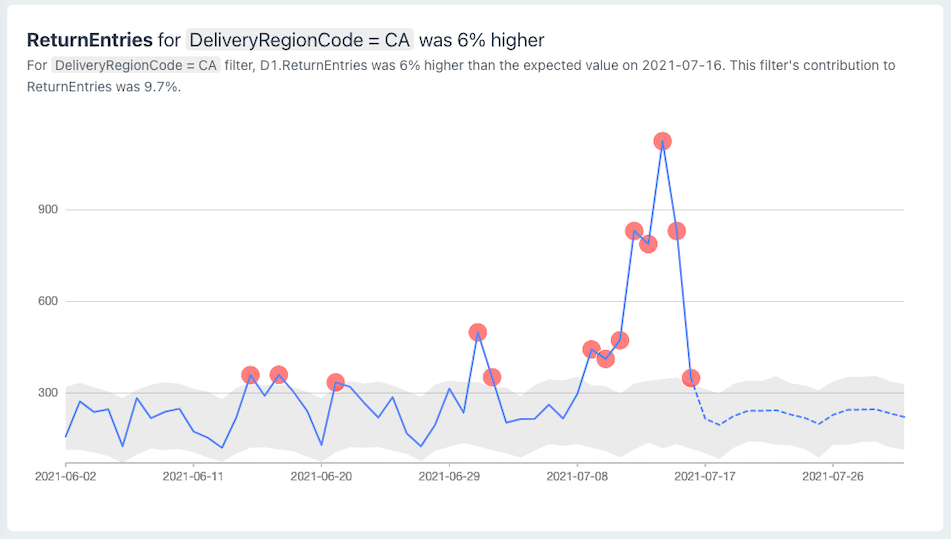 ReturnEntries for DeliveryRegionCode = CA was 6% higher
For DeliveryRegionCode = CA filter, D1.ReturnEntries was 6% higher than the expected value on 2021-07-16. This filter's contribution to
ReturnEntries was 9.7%.
900
600
300
2021-06-02 2021-06-11 2021-06-20 2021-06-29 2021-07-08 2021-07-17 2021-07-26